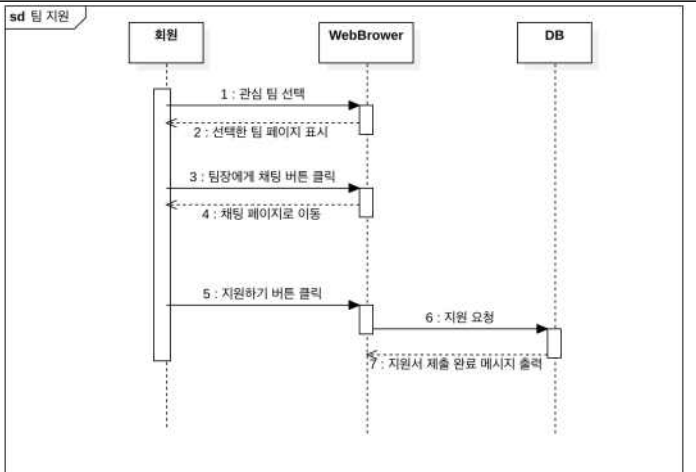 sd 팀 지원
회원
WebBrower
DB
1 : 관심 팀 선택
2 : 선택한 팀 페이지 표시
3 : 팀장에게 채팅 버튼 클릭
4 : 채팅 페이지로 이동
5 : 지원하기 버튼 클릭
6 : 지원 요청
7 : 지원서 제출 완료 메시지 출력